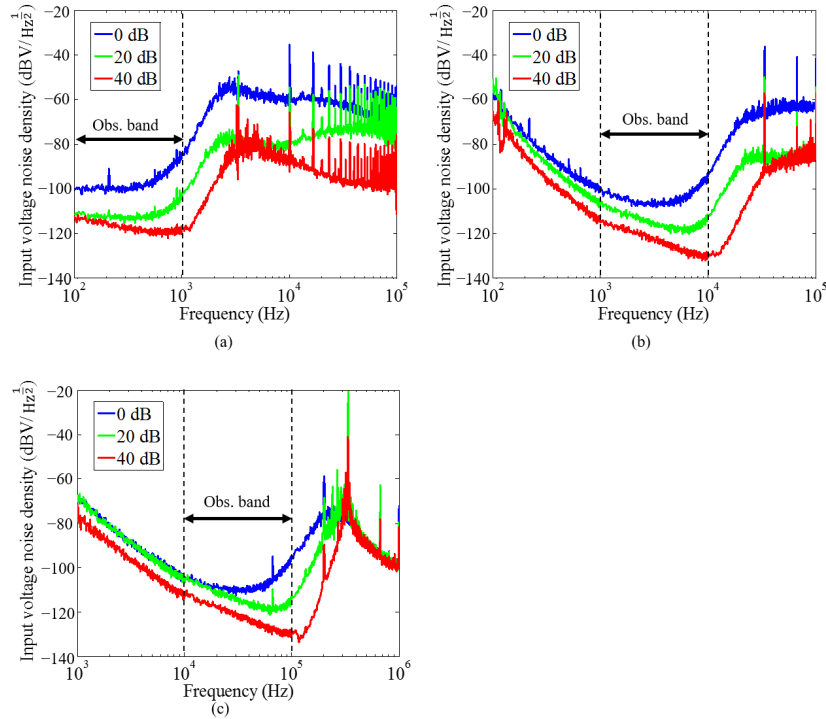 Input voltage noise density (dBV/Hz^1/2)
−20
−40
−60
−80
−100
−120
−140
0 dB
20 dB
40 dB
Obs. band
10^2
10^3
10^4
10^5
Frequency (Hz)
(a)
Input voltage noise density (dBV/Hz^1/2)
−20
−40
−60
−80
−100
−120
−140
0 dB
20 dB
40 dB
Obs. band
10^2
10^3
10^4
10^5
Frequency (Hz)
(b)
Input voltage noise density (dBV/Hz^1/2)
−20
−40
−60
−80
−100
−120
−140
0 dB
20 dB
40 dB
Obs. band
10^3
10^4
10^5
10^6
Frequency (Hz)
(c)